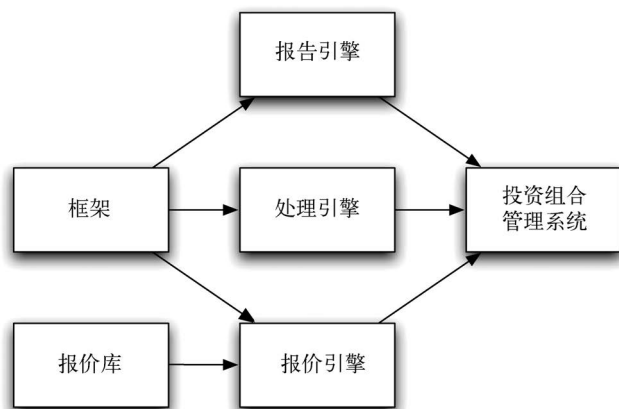 报告引擎
框架
处理引擎
投资组合
管理系统
报价库
报价引擎